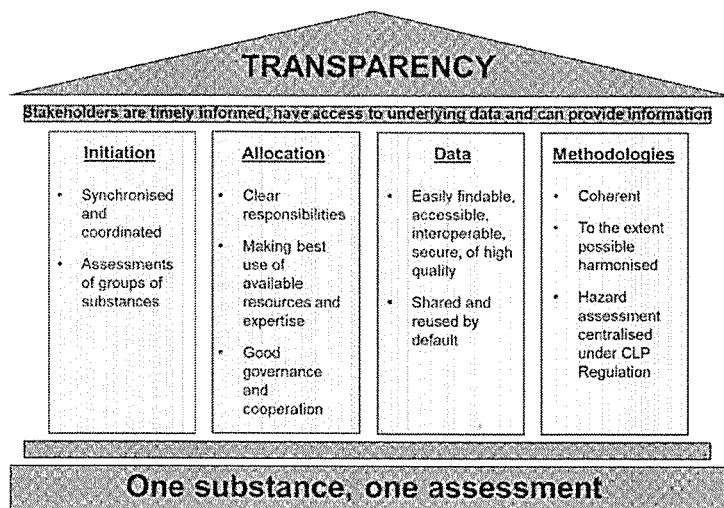 TRANSPARENCY
Stakeholders are timely informed, have access to underlying data and can provide information
Initiation
• Synchronised
and
coordinated
• Assessments
of groups of
substances
Allocation
• Clear
responsibilities
• Making best
use of
available
resources and
expertise
• Good
governance
and
cooperation
Data
• Easily findable,
accessible,
interoperable,
secure, of high
quality
• Shared and
reused by
default
Methodologies
• Coherent
• To the extent
possible
harmonised
• Hazard
assessment
centralised
under CLP
Regulation
One substance, one assessment